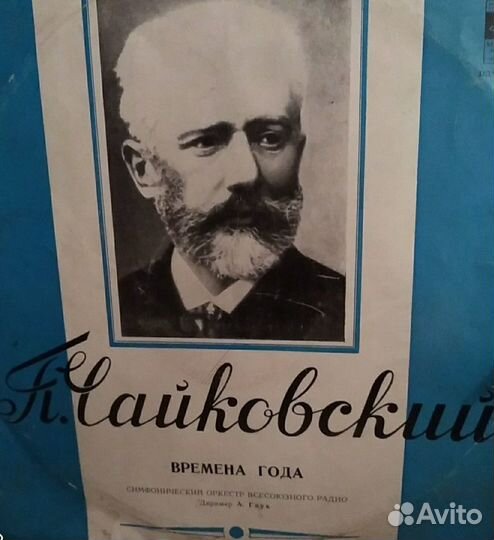 П. Чайковский
ВРЕМЕНА ГОДА
СИМФОНИЧЕСКИЙ ОРКЕСТР ВСЕСОЮЗНОГО РАДИО
Дирижер А. Гаук
Avito